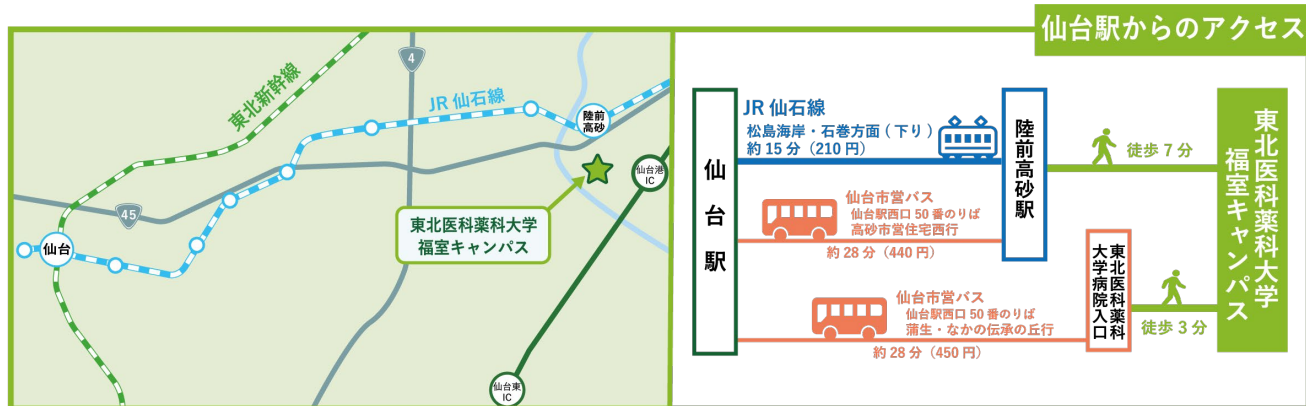 仙台駅からのアクセス
東北新幹線
4
JR 仙石線
陸前
高砂
仙台港
IC
45
仙台
東北医科薬科大学
福室キャンパス
仙台東
IC
仙台駅
JR 仙石線
松島海岸・石巻方面 ( 下り )
約 15 分（210 円）
陸前高砂駅
徒歩 7 分
仙台市営バス
仙台駅西口 50 番のりば
高砂市営住宅西行
約 28 分（440 円）
仙台市営バス
仙台駅西口 50 番のりば
蒲生・なかの伝承の丘行
約 28 分（450 円）
東北医科薬科
大学病院入口
徒歩 3 分
東北医科薬科大学
福室キャンパス